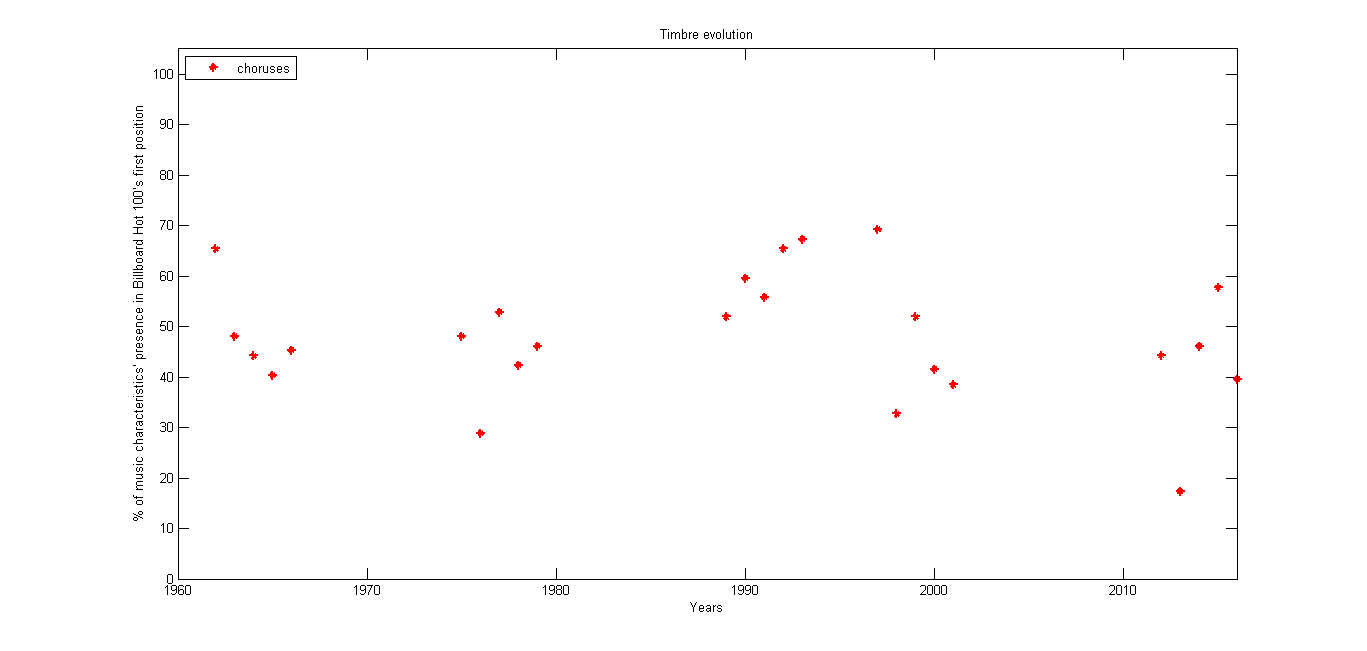 Timbre evolution
choruses
% of music characteristics' presence in Billboard Hot 100's first position
100
90
80
70
60
50
40
30
20
10
0
1960 1970 1980 1990 2000 2010
Years